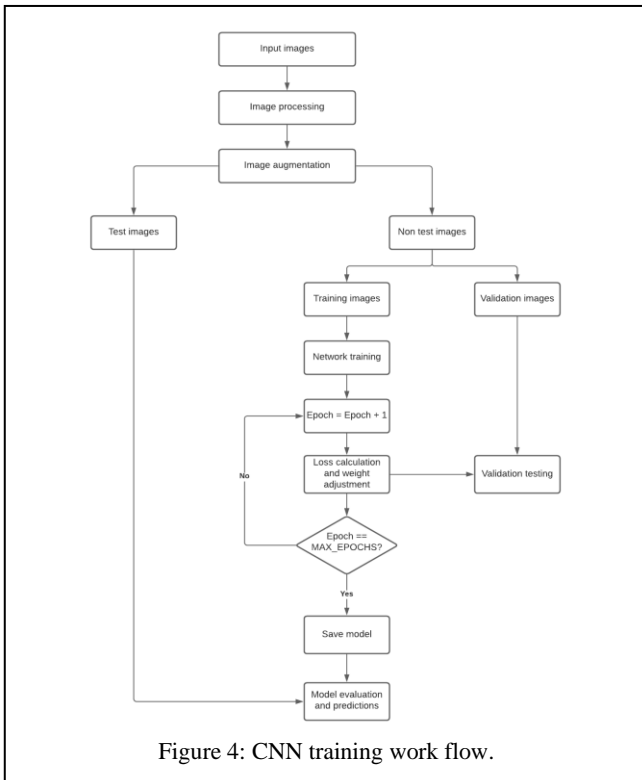 Input images
Image processing
Image augmentation
Test images
Non test images
Training images
Validation images
Network training
Epoch = Epoch + 1
Loss calculation
and weight
adjustment
Validation testing
No
Epoch ==
MAX_EPOCHS?
Yes
Save model
Model evaluation
and predictions
Figure 4: CNN training work flow.